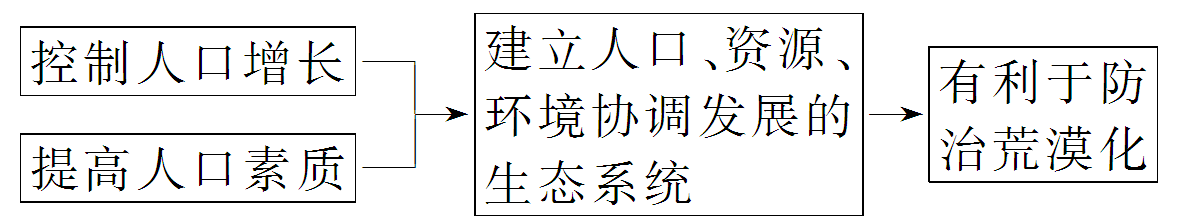 控制人口增长
提高人口素质
建立人口、资源、
环境协调发展的
生态系统
有利于防
治荒漠化